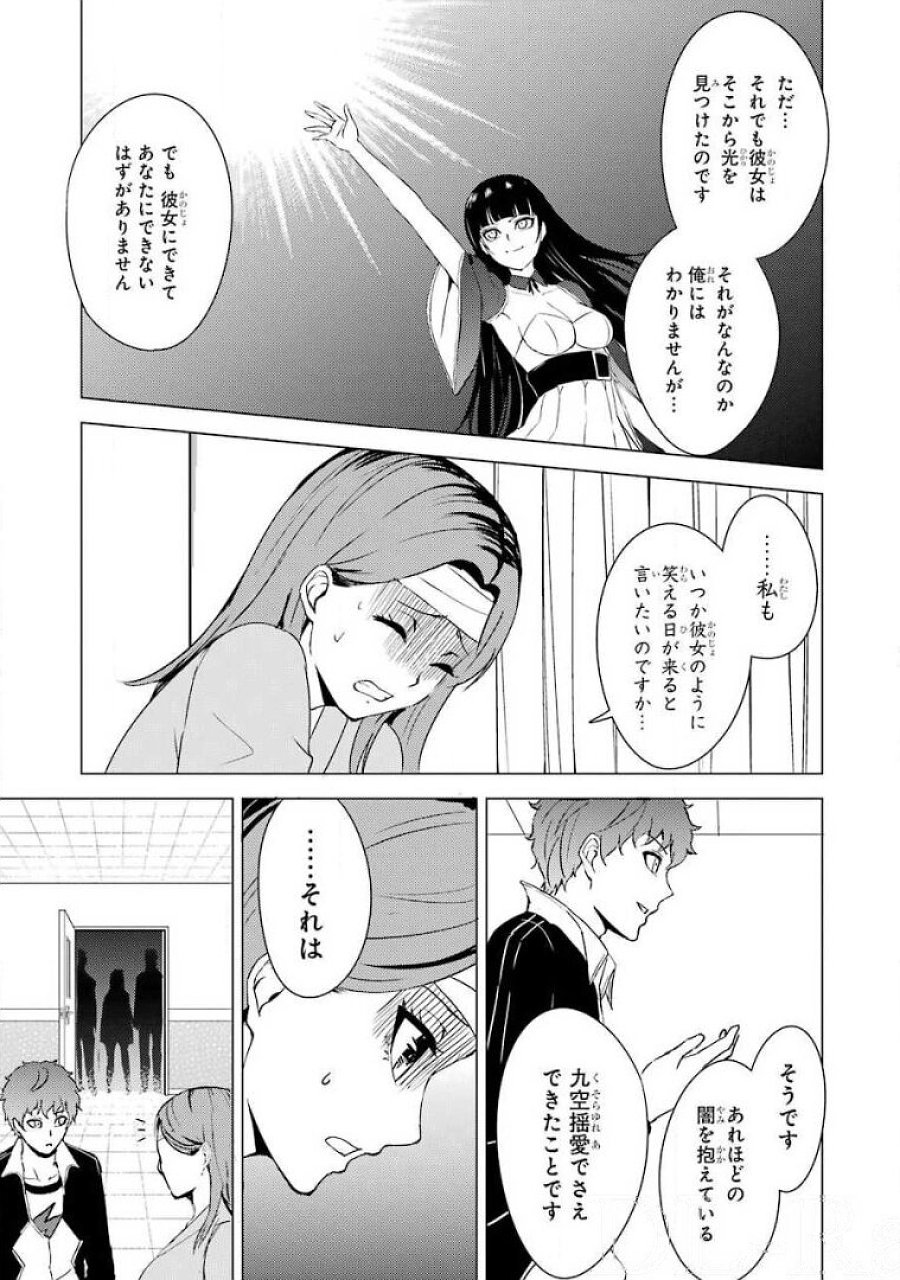 ただ…
それでも彼女は
そこから光を
見つけたのです
それがなんなのか
俺には
わかりませんが…
でも 彼女にできて
あなたにできない
はずがありません
……私も
いつか彼女のように
笑える日が来ると
言いたいのですか…
そうです
あれほどの
闇を抱えている
九空揺愛でさえ
できたことです
……それは